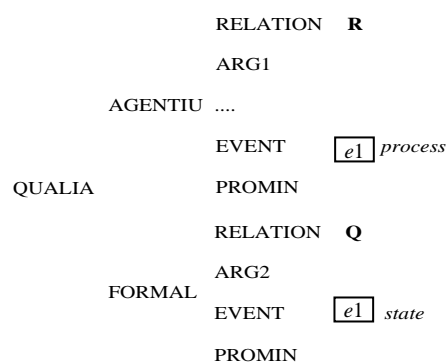 RELATION R
ARG1
AGENTIU ....
EVENT e1 process
QUALIA PROMIN
RELATION Q
ARG2
FORMAL
EVENT e1 state
PROMIN